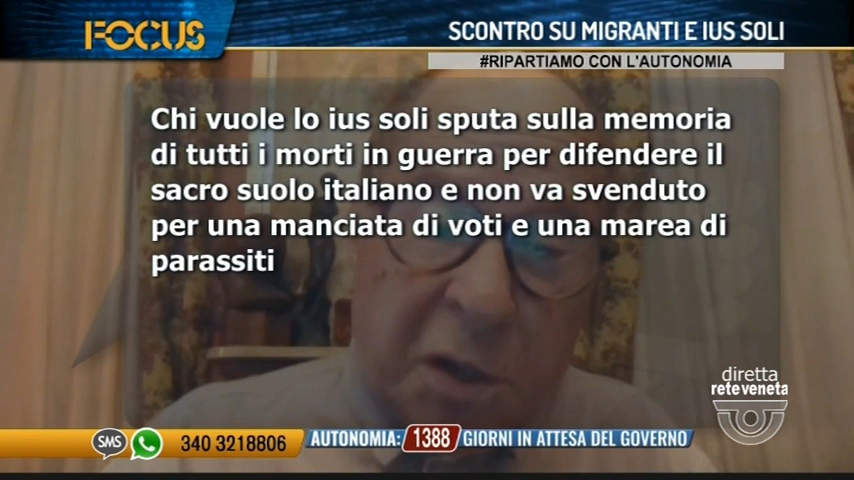 FOCUS
SCONTRO SU MIGRANTI E IUS SOLI
#RIPARTIAMO CON L'AUTONOMIA
Chi vuole lo ius soli sputa sulla memoria
di tutti i morti in guerra per difendere il
sacro suolo italiano e non va svenduto
per una manciata di voti e una marea di
parassiti
diretta
reteveneta
SMS
340 3218806
AUTONOMIA: 1388 GIORNI IN ATTESA DEL GOVERNO